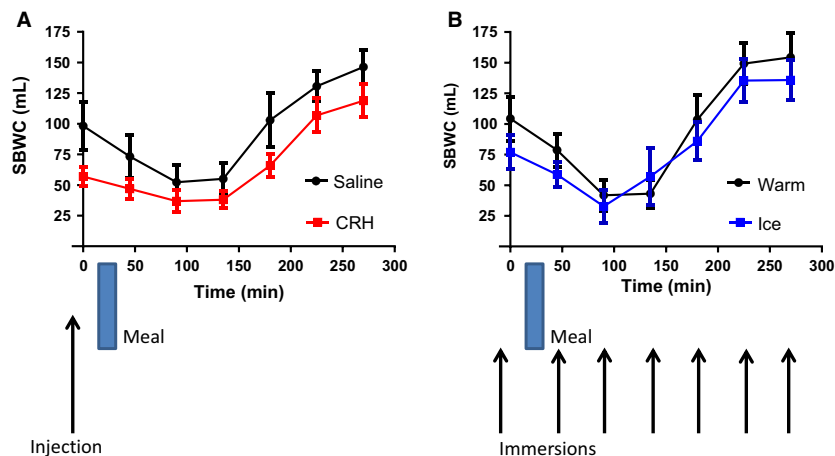 A
SBWC (mL)
175
150
125
100
75
50
25
Saline
CRH
0 50 100 150 200 250 300
Time (min)
Meal
Injection
B
SBWC (mL)
175
150
125
100
75
50
25
Warm
Ice
0 50 100 150 200 250 300
Time (min)
Meal
Immersions